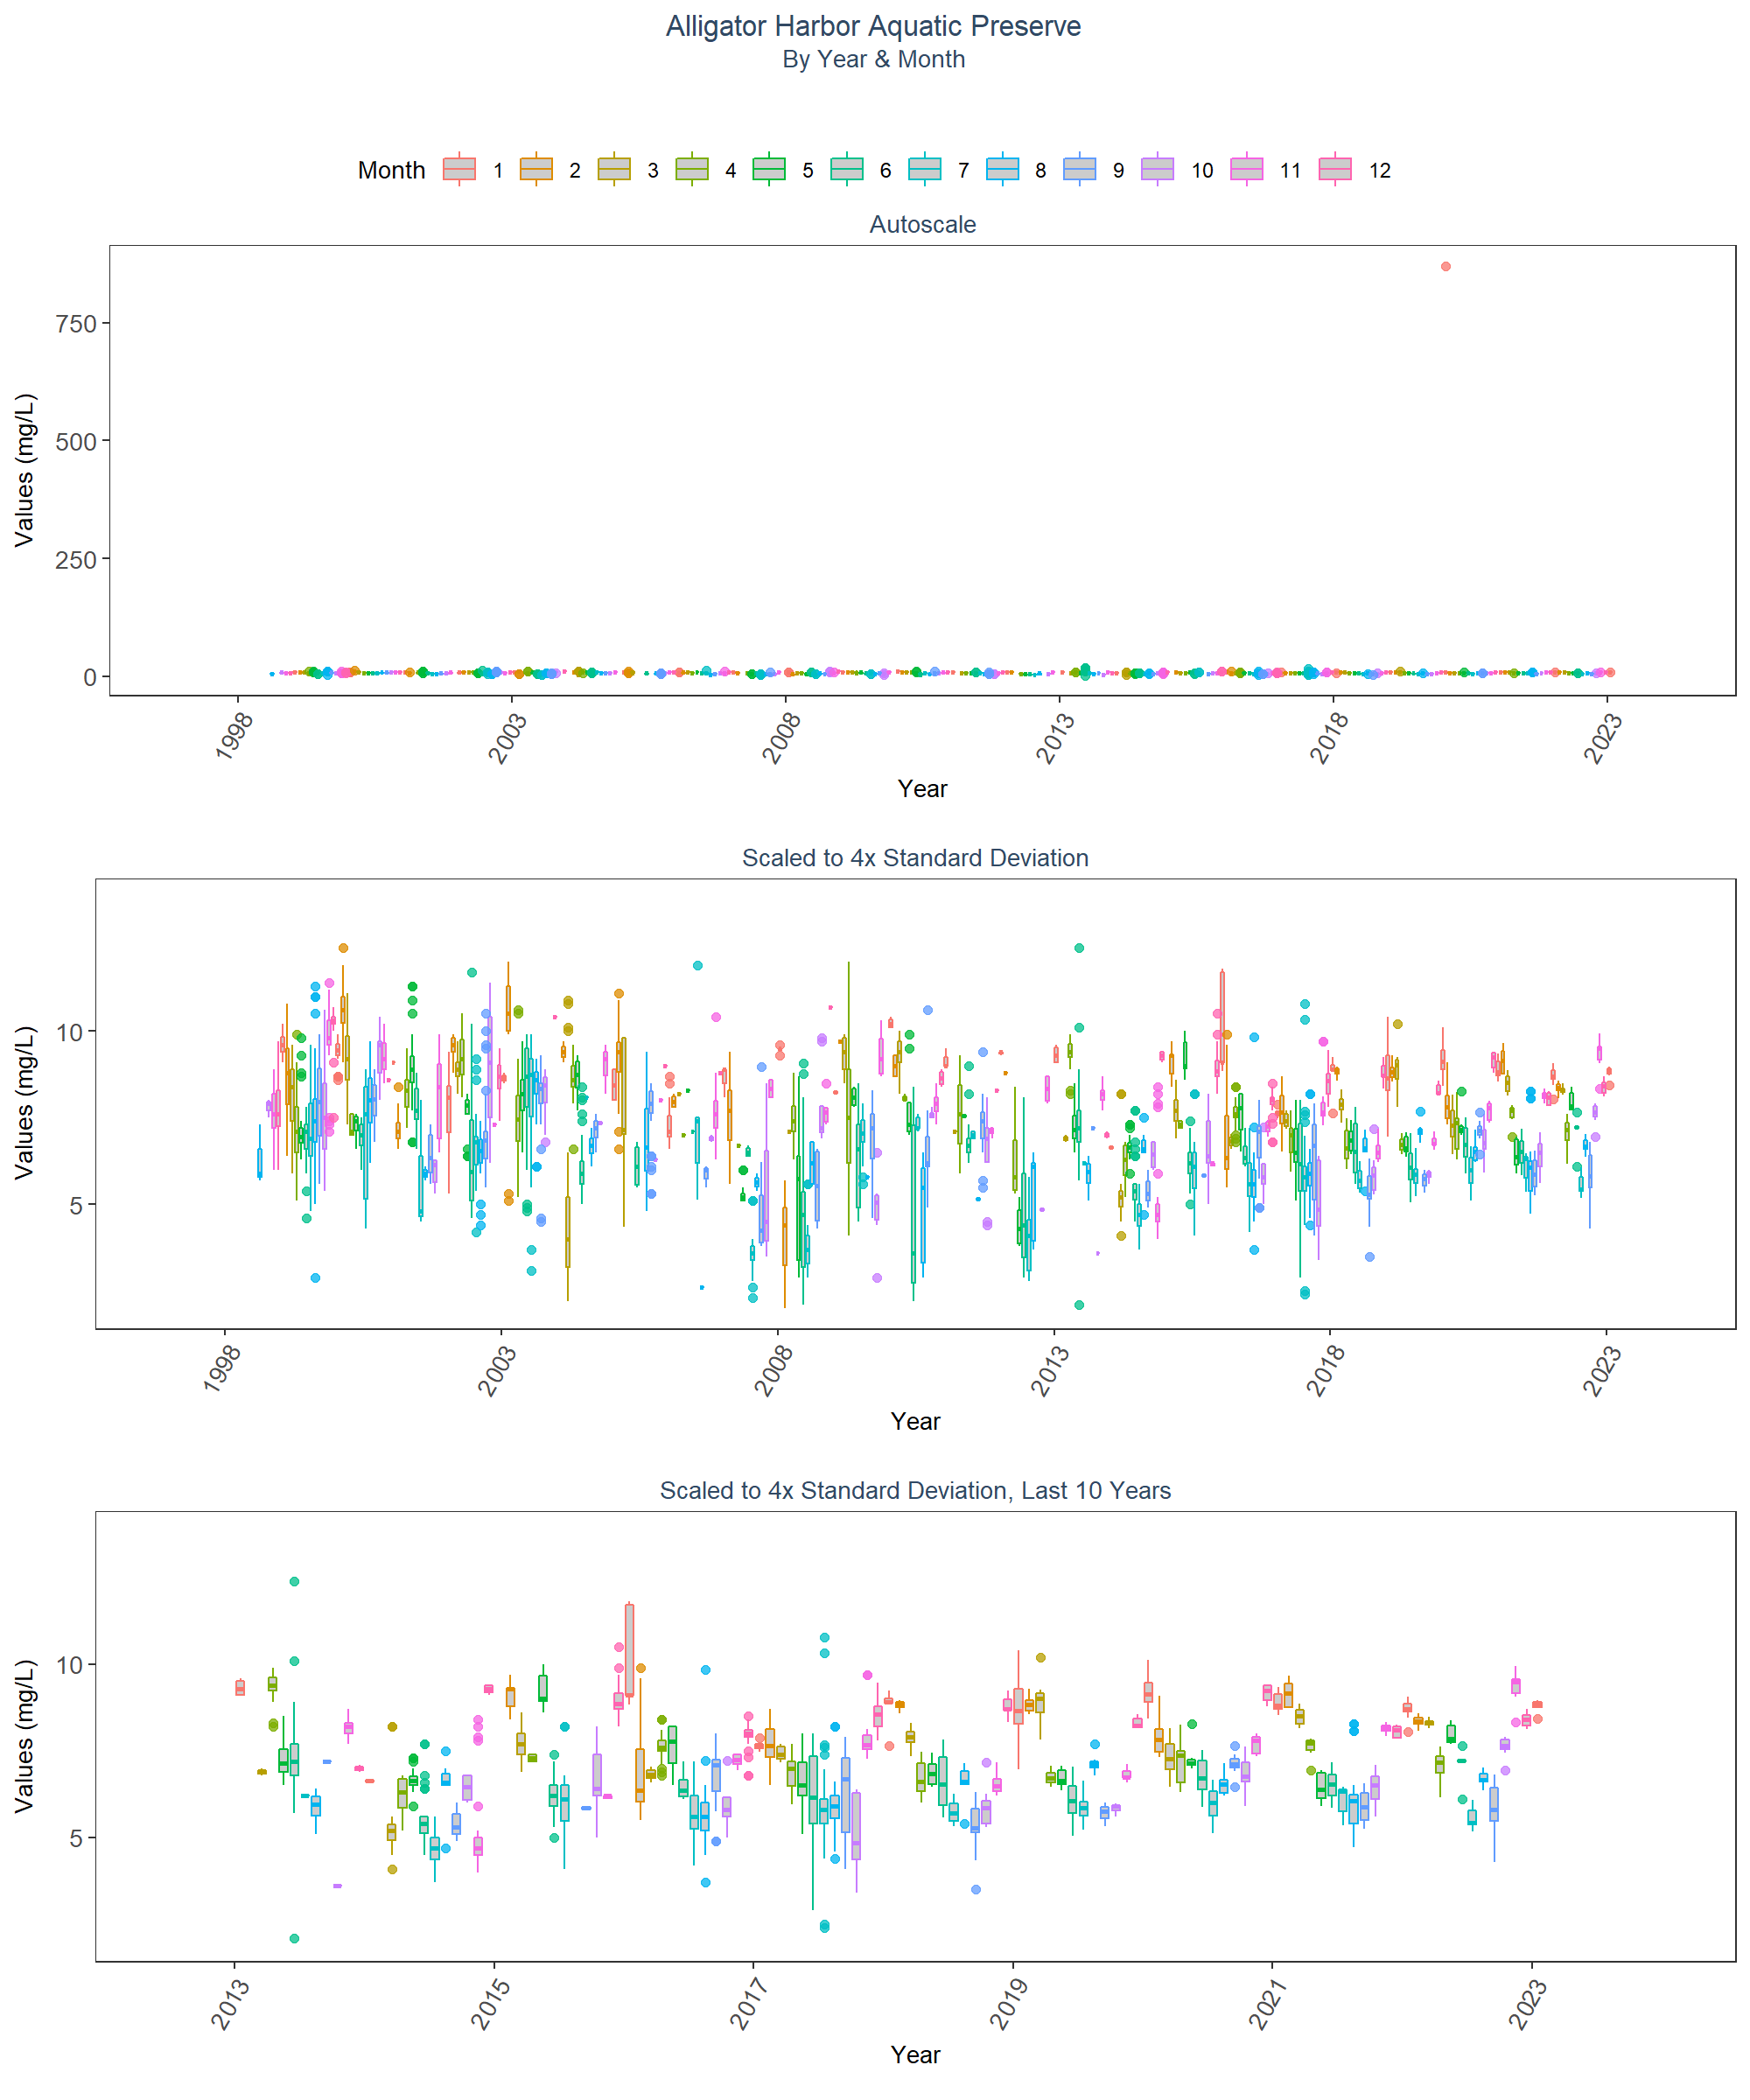 Alligator Harbor Aquatic Preserve
By Year & Month
Month 1 2 3 4 5 6 7 8 9 10 11 12
Autoscale
Values (mg/L)
750
500
250
0
1998 2003 2008 2013 2018 2023
Year
Scaled to 4x Standard Deviation
Values (mg/L)
10
5
1998 2003 2008 2013 2018 2023
Year
Scaled to 4x Standard Deviation, Last 10 Years
Values (mg/L)
10
5
2013 2015 2017 2019 2021 2023
Year